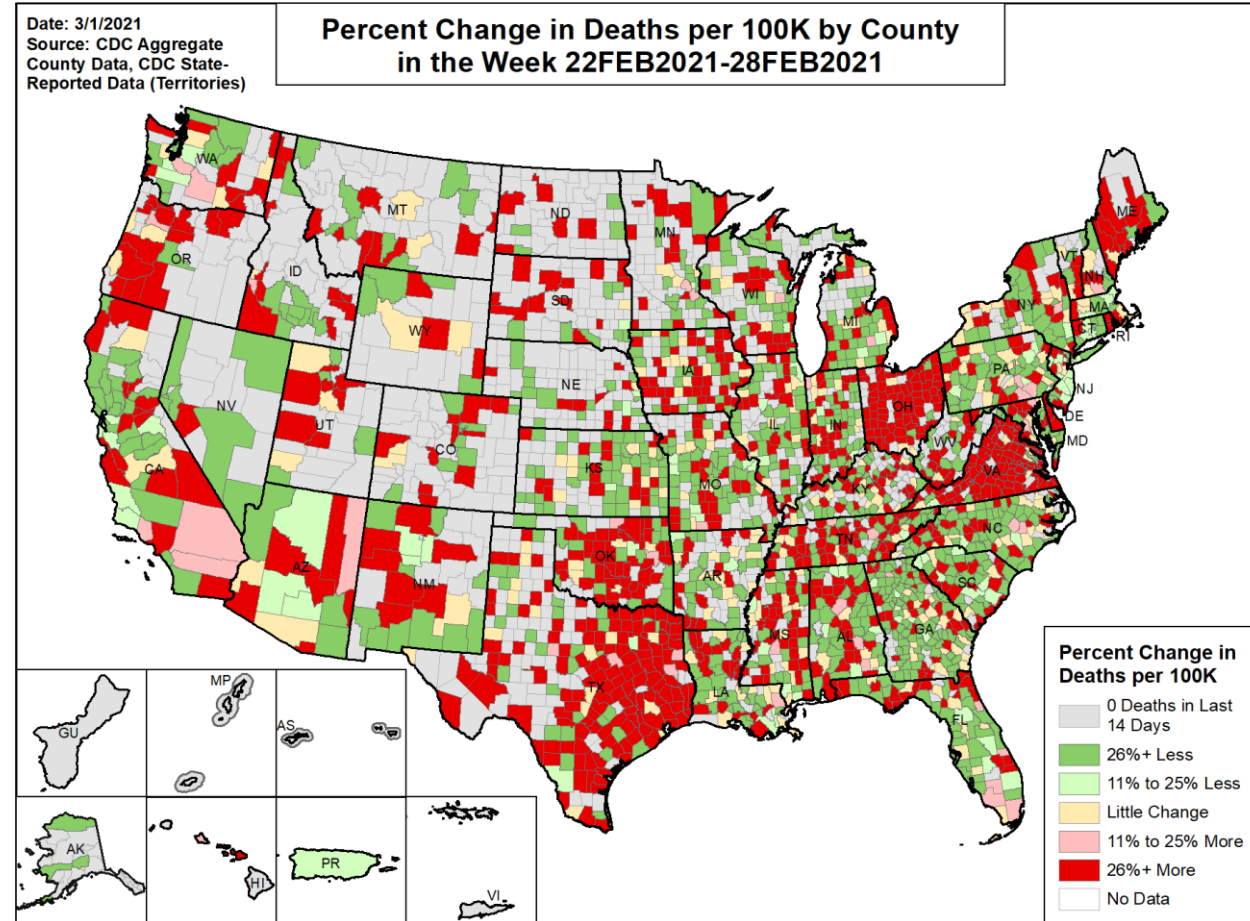 Date: 3/1/2021
Source: CDC Aggregate
County Data, CDC State-
Reported Data (Territories)
Percent Change in Deaths per 100K by County
in the Week 22FEB2021-28FEB2021
WA
MT
ND
MN
ME
OR
ID
SD
WI
MI
NY
VT
NH
MA
CT
RI
WY
NE
IA
PA
NJ
NV
UT
CO
KS
MO
IL
IN
OH
WV
VA
DE
MD
CA
AZ
NM
OK
AR
KY
TN
NC
SC
TX
LA
MS
AL
GA
FL
GU
MP
AS
AK
HI
PR
VI
Percent Change in
Deaths per 100K
0 Deaths in Last
14 Days
26%+ Less
11% to 25% Less
Little Change
11% to 25% More
26%+ More
No Data